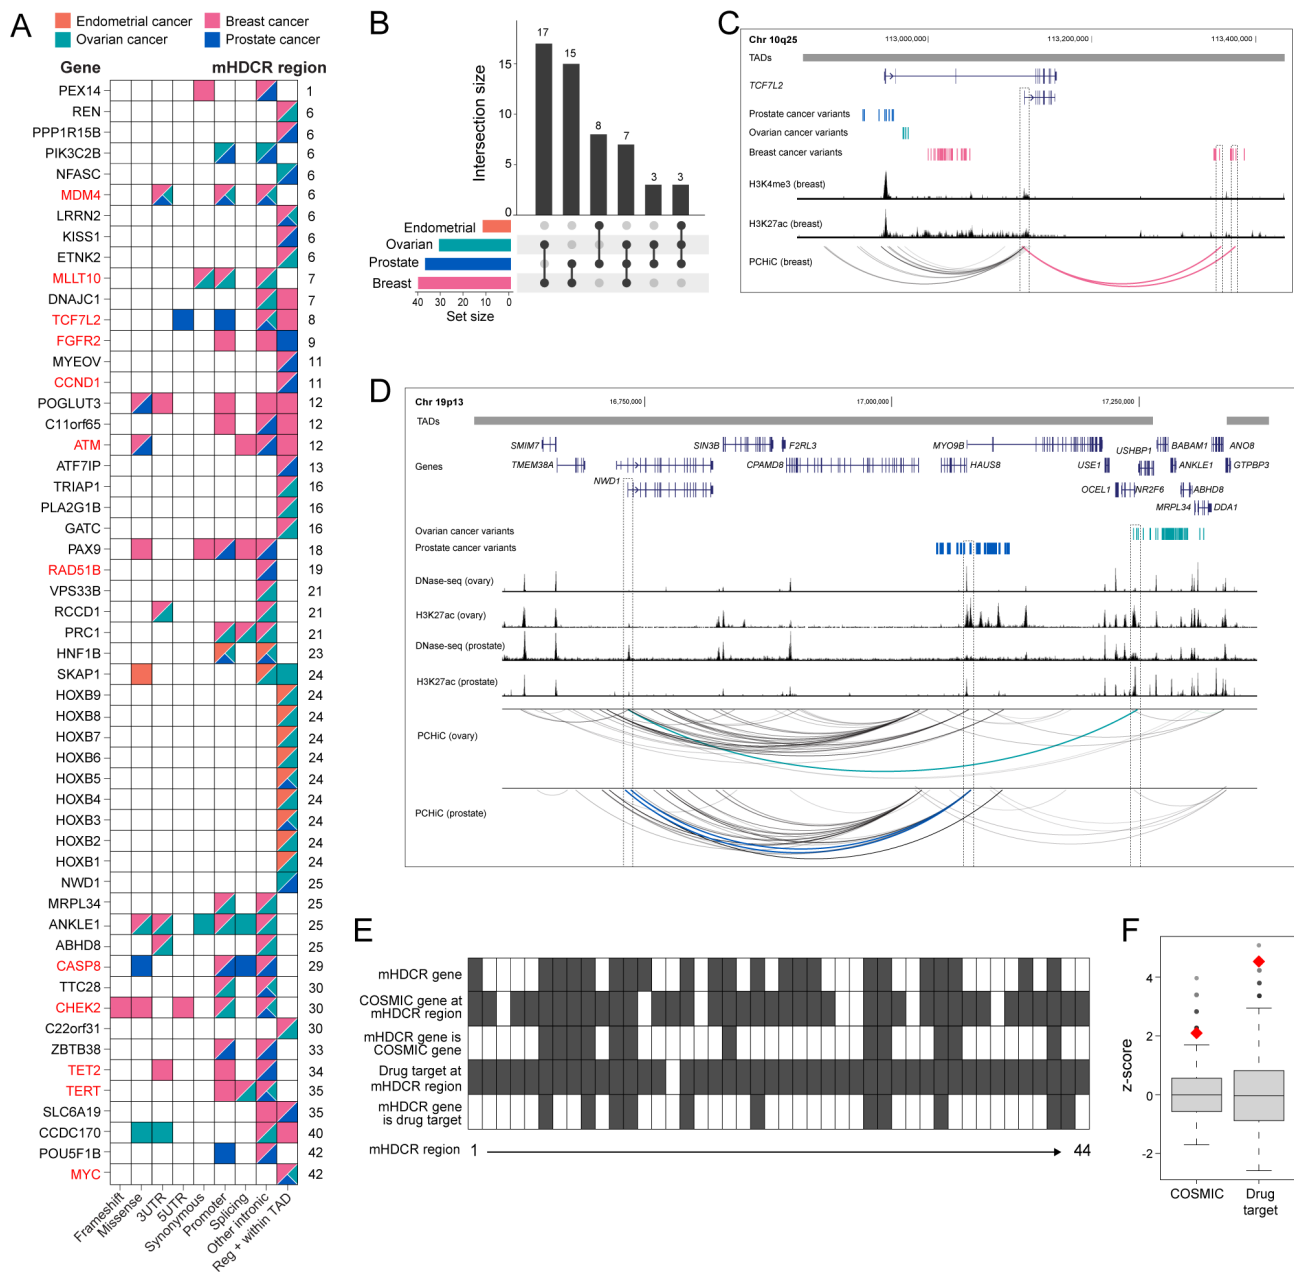 A
Endometrial cancer
Breast cancer
Ovarian cancer
Prostate cancer
Gene
mHDCR region
PEX14 1
REN 6
PPP1R15B 6
PIK3C2B 6
NFASC 6
MDM4 6
LRRN2 6
KISS1 6
ETNK2 6
MLLT10 7
DNAJC1 7
TCF7L2 8
FGFR2 9
MYEOV 11
CCND1 11
POGLUT3 12
C11orf65 12
ATM 12
ATF7IP 13
TRIAP1 16
PLA2G1B 16
GATC 16
PAX9 18
RAD51B 19
VPS33B 21
RCCD1 21
PRC1 21
HNF1B 23
SKAP1 24
HOXB9 24
HOXB8 24
HOXB7 24
HOXB6 24
HOXB5 24
HOXB4 24
HOXB3 24
HOXB2 24
HOXB1 24
NWD1 25
MRPL34 25
ANKLE1 25
ABHD8 25
CASP8 29
TTC28 30
CHEK2 30
C22orf31 30
ZBTB38 33
TET2 34
TERT 35
SLC6A19 35
CCDC170 40
POU5F1B 42
MYC 42
Frameshift
Missense
3UTR
5UTR
Synonymous
Promoter
Splicing
Other intronic
Reg + within TAD
B
Intersection size
15
10
5
0
17
15
8
7
3
3
Endometrial
Ovarian
Prostate
Breast
40 30 20 10 0
Set size
C
Chr 10q25
113,000,000
113,200,000
113,400,000
TADs
TCF7L2
Prostate cancer variants
Ovarian cancer variants
Breast cancer variants
H3K4me3 (breast)
H3K27ac (breast)
PCHiC (breast)
D
Chr 19p13
16,750,000
17,000,000
17,250,000
TADs
Genes
SMIM7
SIN3B
F2RL3
MYO9B
USHBP1
BABAM1
ANO8
TMEM38A
CPAMD8
HAUS8
USE1
ANKLE1
GTPBP3
NWD1
OCEL1
NR2F6
ABHD8
MRPL34
DDA1
Ovarian cancer variants
Prostate cancer variants
DNase-seq (ovary)
H3K27ac (ovary)
DNase-seq (prostate)
H3K27ac (prostate)
PCHiC (ovary)
PCHiC (prostate)
E
mHDCR gene
COSMIC gene at
mHDCR region
mHDCR gene is
COSMIC gene
Drug target at
mHDCR region
mHDCR gene
is drug target
mHDCR region
1
44
F
z-score
4
2
0
-2
COSMIC
Drug
target